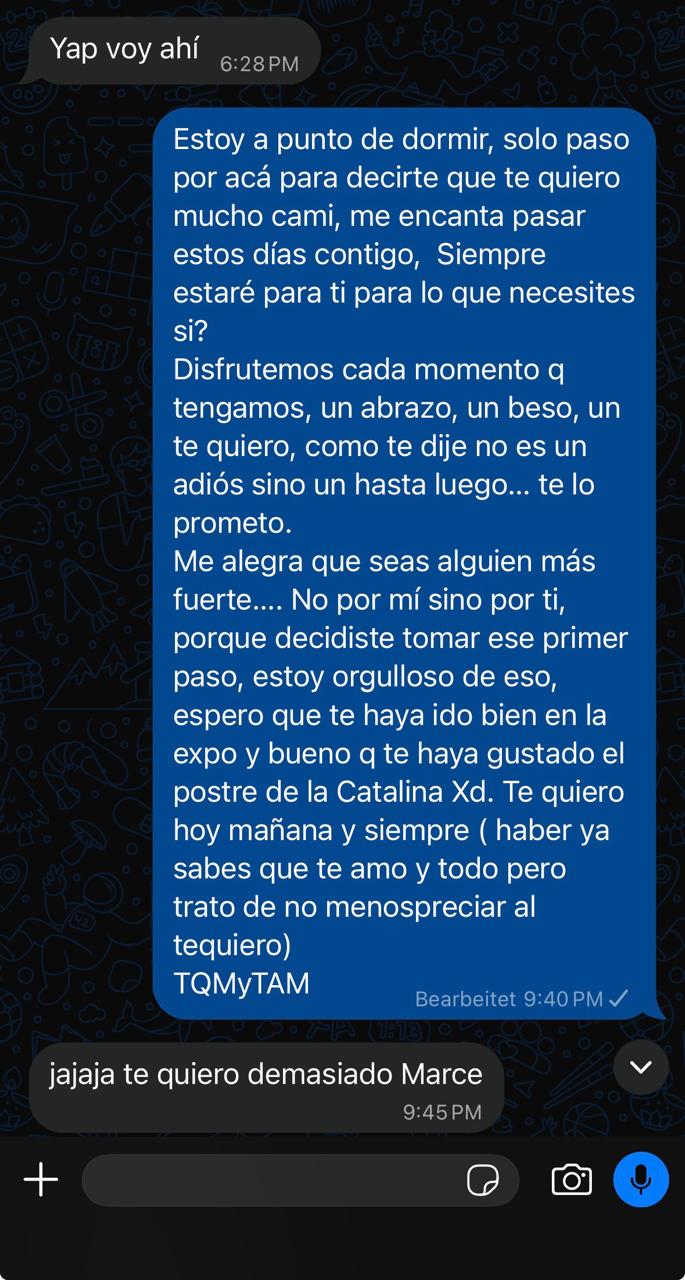 Yap voy ahí
6:28 PM
Estoy a punto de dormir, solo paso
por acá para decirte que te quiero
mucho cami, me encanta pasar
estos días contigo,  Siempre
estaré para ti para lo que necesites
si?
Disfrutemos cada momento q
tengamos, un abrazo, un beso, un
te quiero, como te dije no es un
adiós sino un hasta luego... te lo
prometo.
Me alegra que seas alguien más
fuerte.... No por mí sino por ti,
porque decidiste tomar ese primer
paso, estoy orgulloso de eso,
espero que te haya ido bien en la
expo y bueno q te haya gustado el
postre de la Catalina Xd. Te quiero
hoy mañana y siempre ( haber ya
sabes que te amo y todo pero
trato de no menospreciar al
tequiero)
TQMyTAM
Bearbeitet 9:40 PM
jajaja te quiero demasiado Marce
9:45 PM